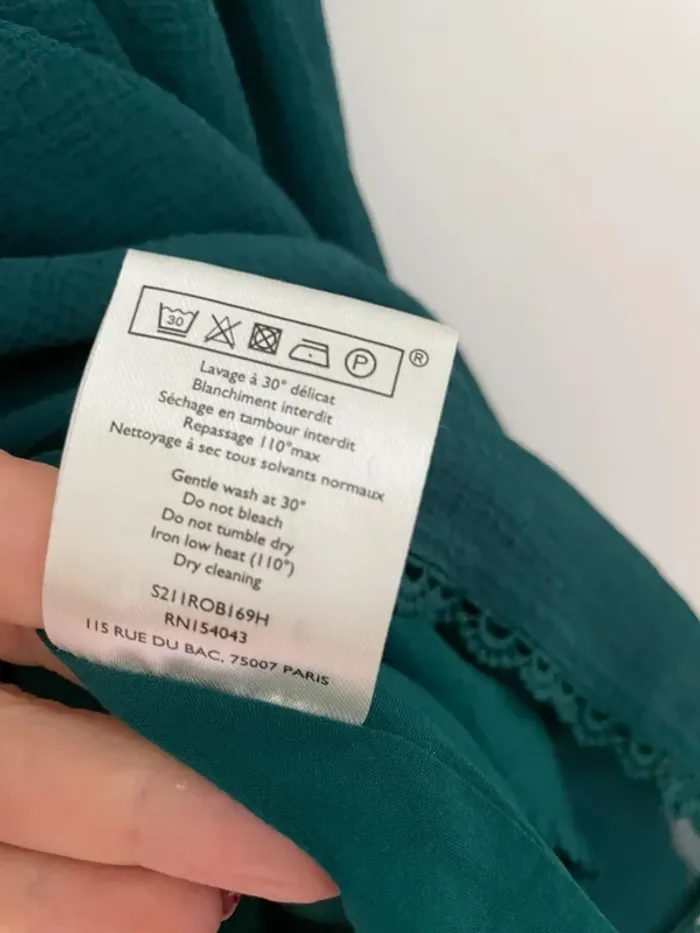 30 P ®
Lavage à 30° délicat
Blanchiment interdit
Séchage en tambour interdit
Repassage 110°max
Nettoyage à sec tous solvants normaux
Gentle wash at 30°
Do not bleach
Do not tumble dry
Iron low heat (110°)
Dry cleaning
S211ROB169H
RN154043
115 RUE DU BAC, 75007 PARIS